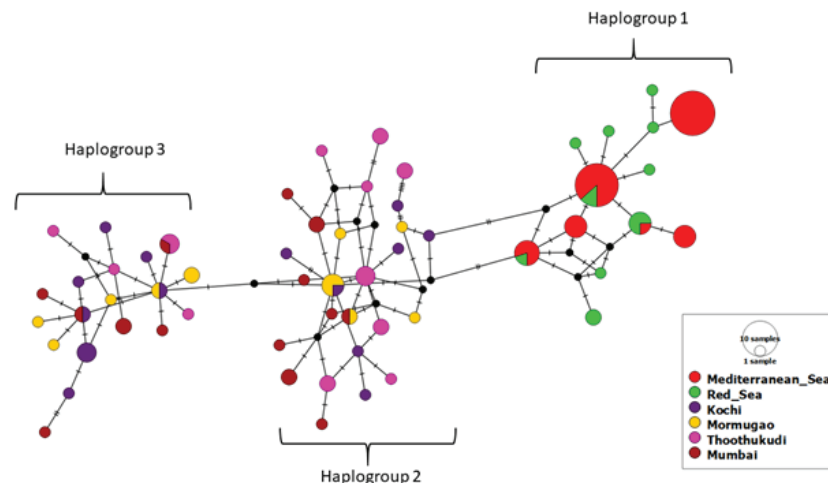 Haplogroup 1
Haplogroup 3
Haplogroup 2
10 samples
1 sample
Mediterranean_Sea
Red_Sea
Kochi
Mormugao
Thoothukudi
Mumbai